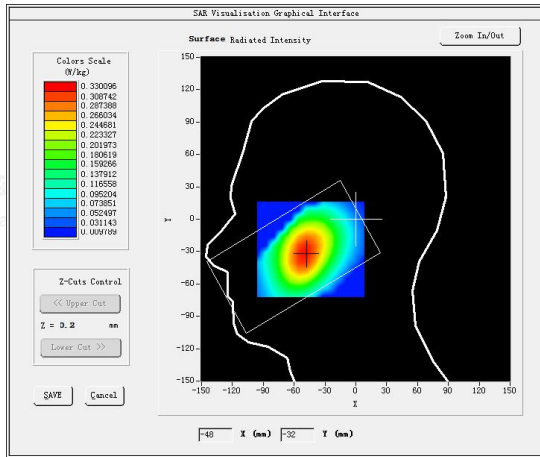 SAR Visualisation Graphical Interface
Surface Radiated Intensity
Zoom In/Out
Colors Scale
(W/kg)
0.330096
0.308742
0.287388
0.266034
0.244681
0.223327
0.201973
0.180619
0.159266
0.137912
0.116558
0.095204
0.073851
0.052497
0.031143
0.009789
Z-Cuts Control
<< Upper Cut
Z = 0.2 mm
Lower Cut >>
SAVE
Cancel
150
120
90
60
30
0
-30
-60
-90
-120
-150
Y
-150 -120 -90 -60 -30 0 30 60 90 120 150
X
-48 X (mm) -32 Y (mm)